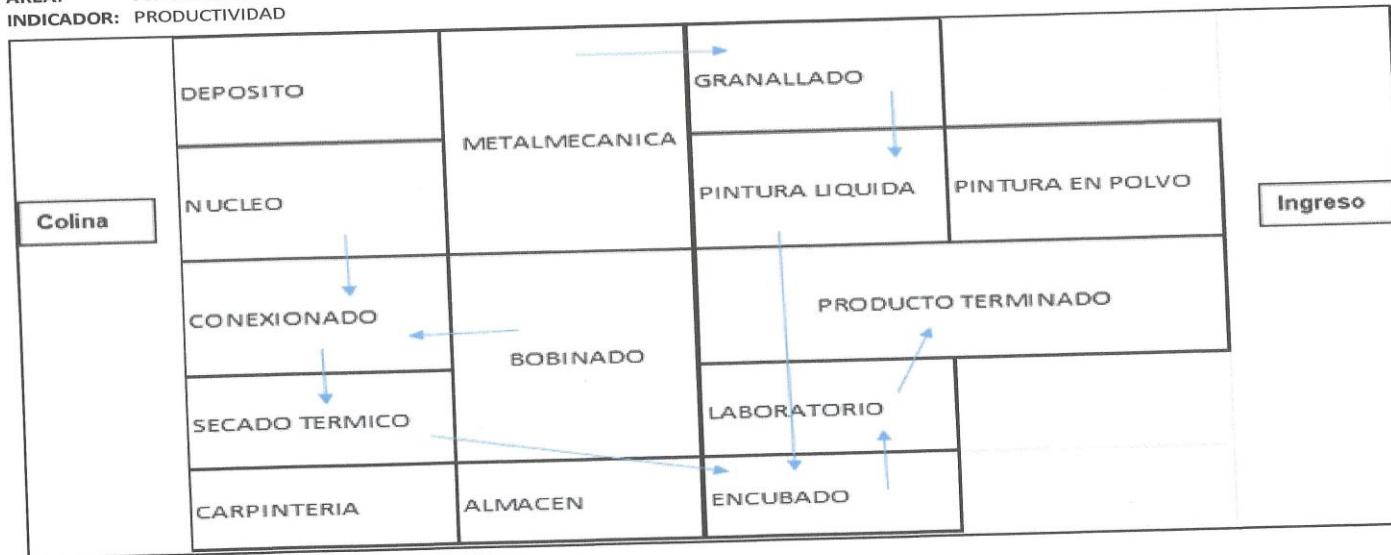 INDICADOR: PRODUCTIVIDAD
DEPOSITO
METALMECANICA
GRANALLADO
NUCLEO
PINTURA LIQUIDA
PINTURA EN POLVO
Colina
Ingreso
CONEXIONADO
BOBINADO
PRODUCTO TERMINADO
SECADO TERMICO
LABORATORIO
CARPINTERIA
ALMACEN
ENCUBADO